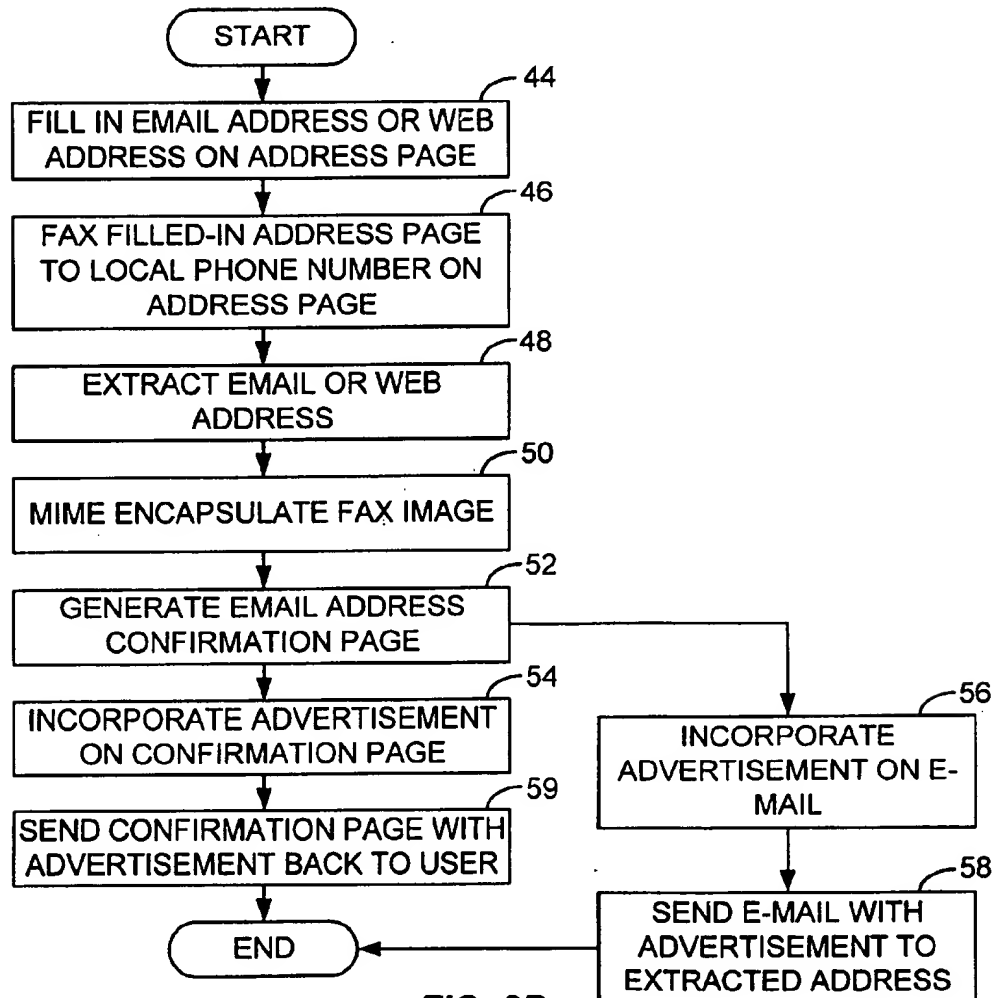 START
44
FILL IN EMAIL ADDRESS OR WEB
ADDRESS ON ADDRESS PAGE
46
FAX FILLED-IN ADDRESS PAGE
TO LOCAL PHONE NUMBER ON
ADDRESS PAGE
48
EXTRACT EMAIL OR WEB
ADDRESS
50
MIME ENCAPSULATE FAX IMAGE
52
GENERATE EMAIL ADDRESS
CONFIRMATION PAGE
54
INCORPORATE ADVERTISEMENT
ON CONFIRMATION PAGE
56
INCORPORATE
ADVERTISEMENT ON E-
MAIL
59
SEND CONFIRMATION PAGE WITH
ADVERTISEMENT BACK TO USER
58
SEND E-MAIL WITH
ADVERTISEMENT TO
EXTRACTED ADDRESS
END